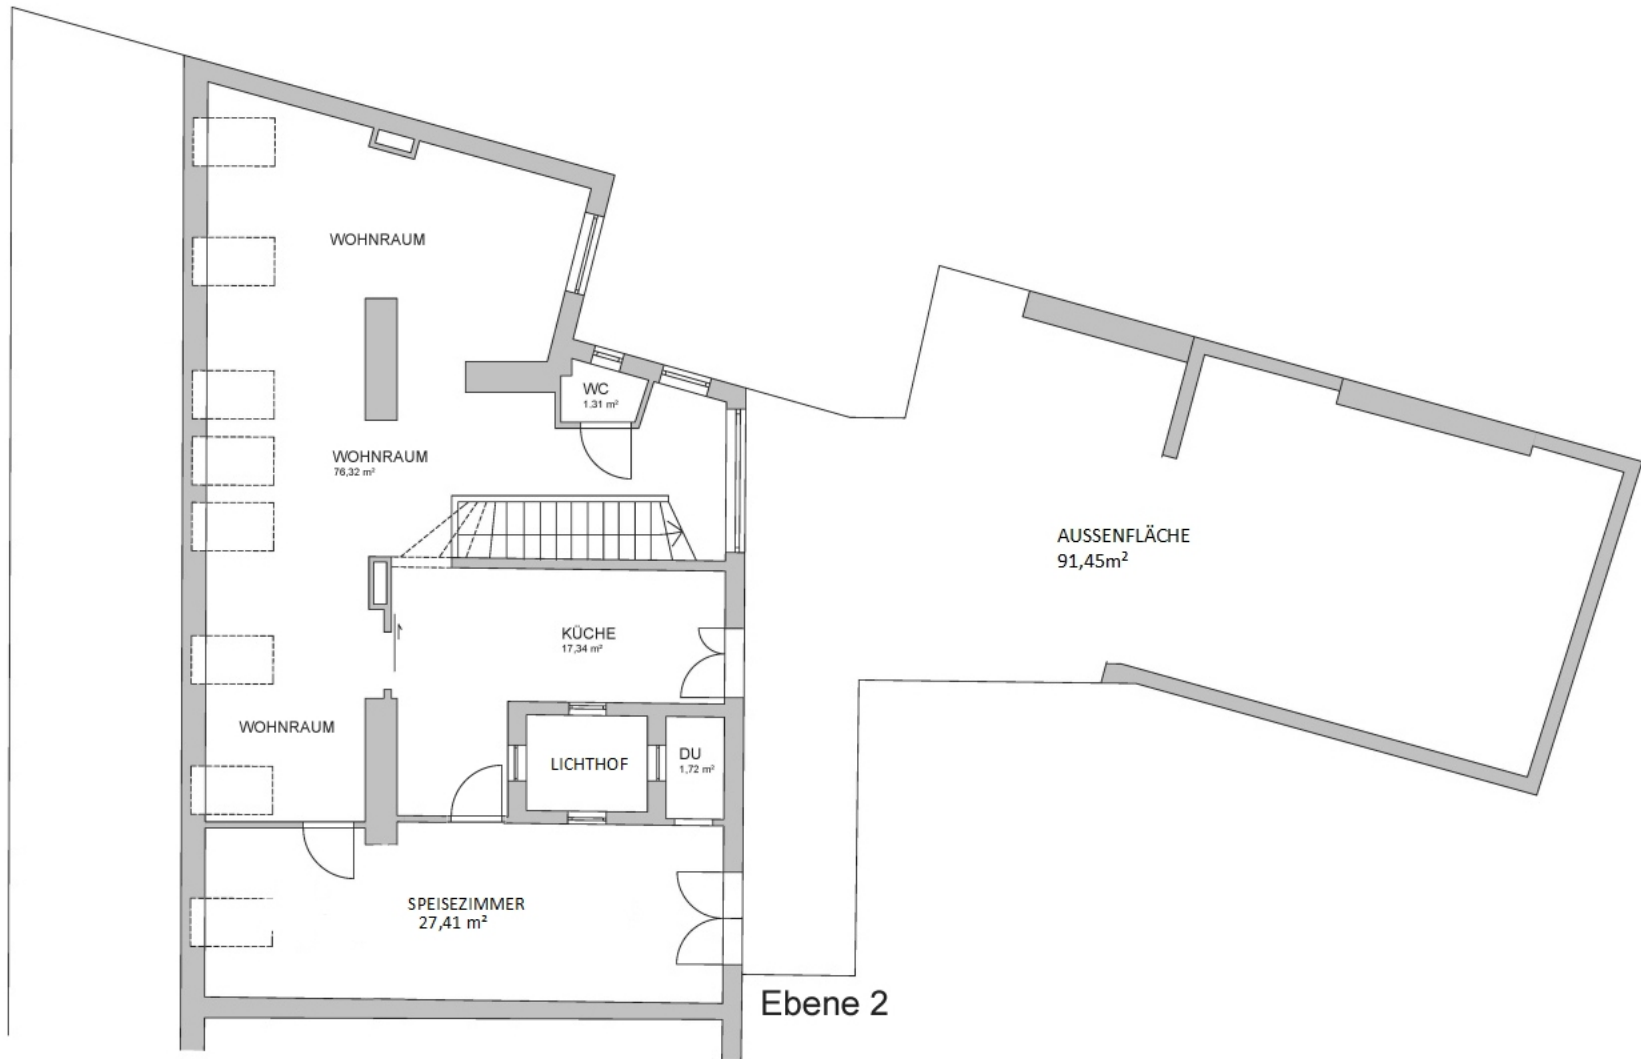 WOHNRAUM
WC
1,31 m²
WOHNRAUM
76,32 m²
AUSSENFLÄCHE
91,45m²
KÜCHE
17,34 m²
WOHNRAUM
LICHTHOF
DU
1,72 m²
SPEISEZIMMER
27,41 m²
Ebene 2